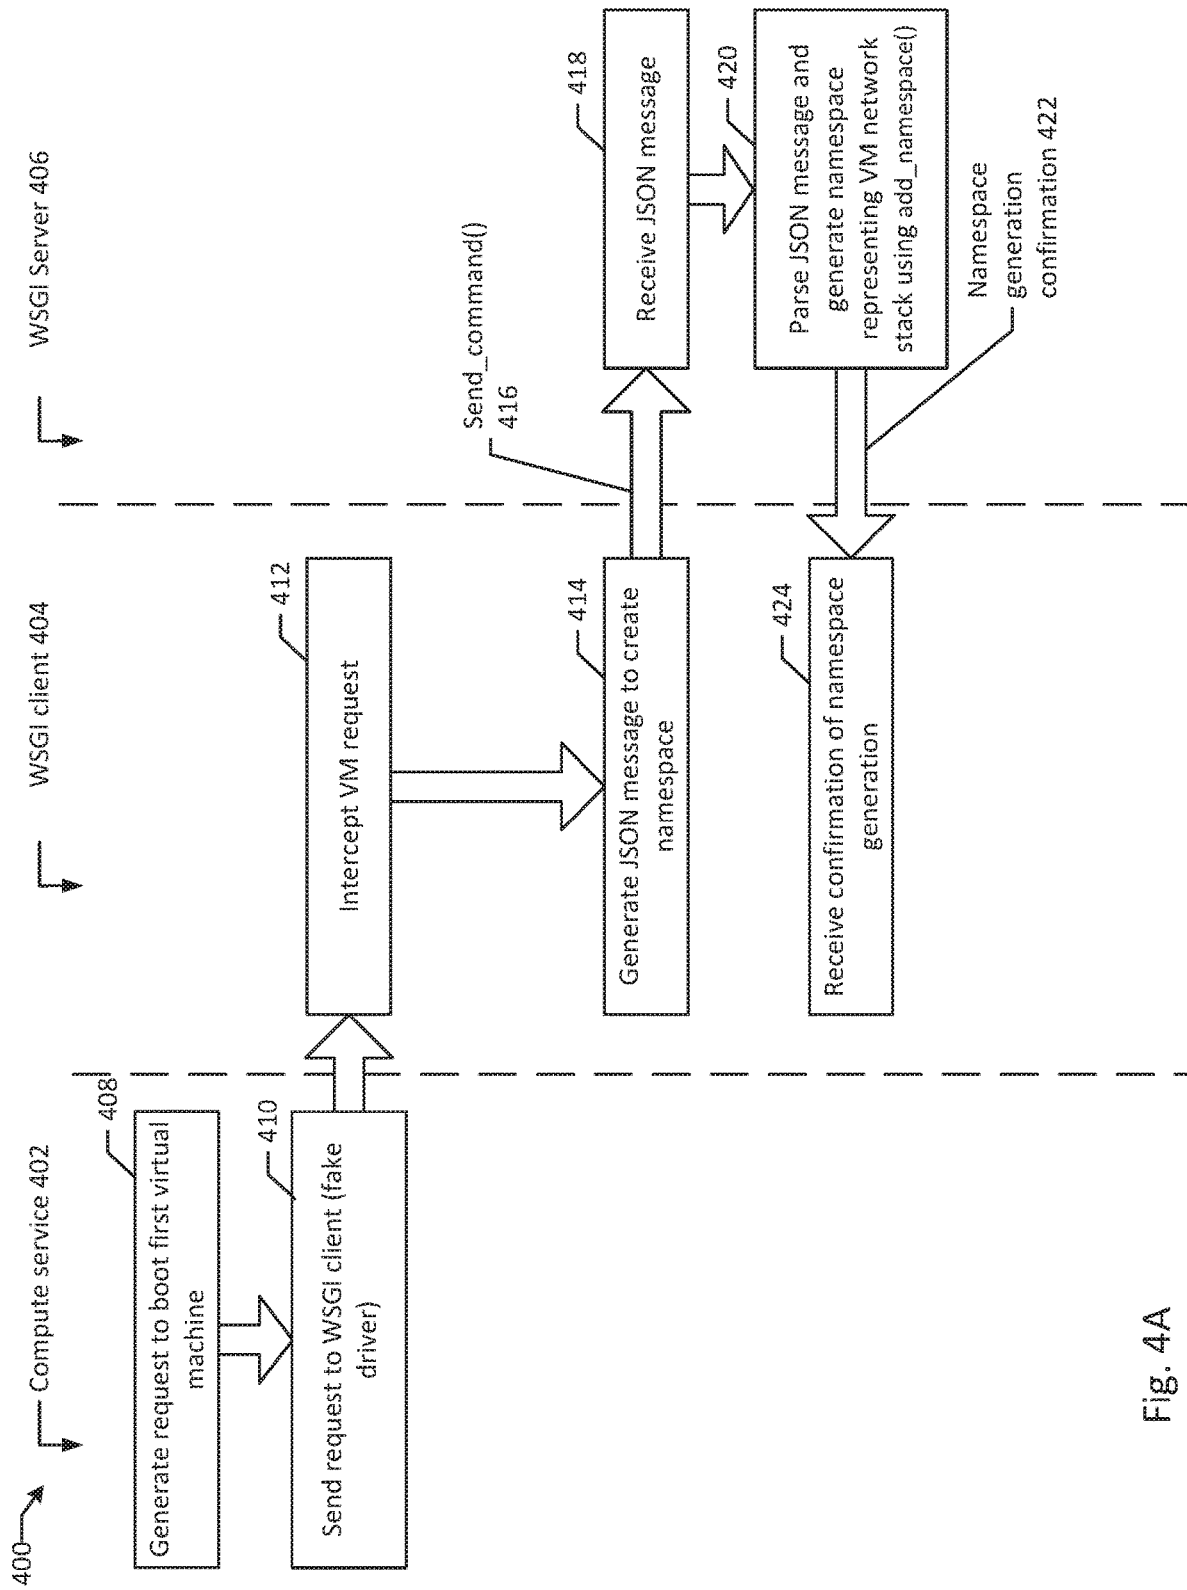 400
Compute service 402
WSGI client 404
WSGI Server 406
408
Generate request to boot first virtual
machine
410
Send request to WSGI client (fake
driver)
412
Intercept VM request
414
Generate JSON message to create
namespace
Send_command()
416
418
Receive JSON message
420
Parse JSON message and
generate namespace
representing VM network
stack using add_namespace()
Namespace
generation
confirmation 422
424
Receive confirmation of namespace
generation
Fig. 4A